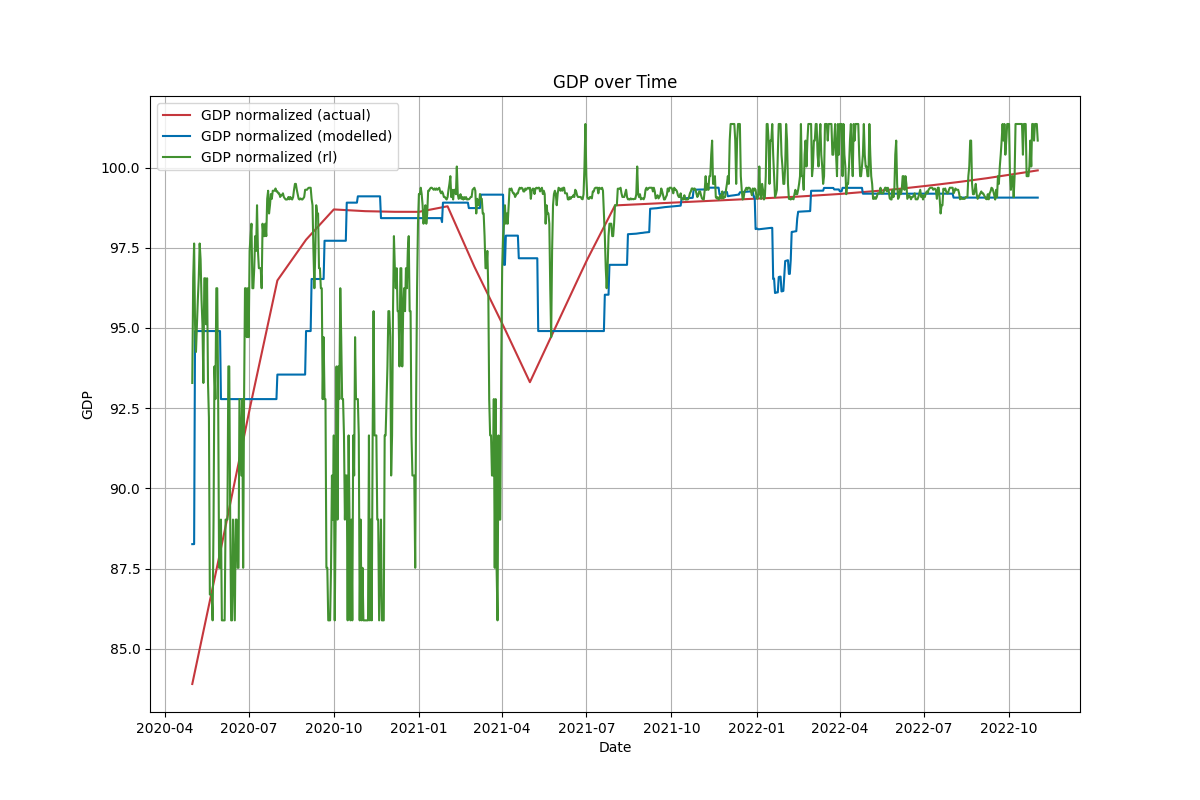 GDP over Time
GDP normalized (actual)
GDP normalized (modelled)
GDP normalized (rl)
100.0
97.5
95.0
92.5
90.0
87.5
85.0
GDP
2020-04 2020-07 2020-10 2021-01 2021-04 2021-07 2021-10 2022-01 2022-04 2022-07 2022-10
Date